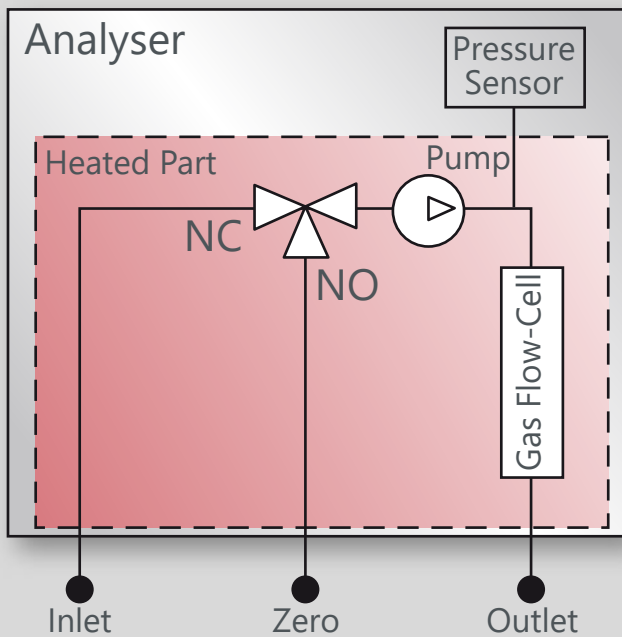 Analyser
Pressure
Sensor
Heated Part
Pump
NC
NO
Gas Flow-Cell
Inlet
Zero
Outlet